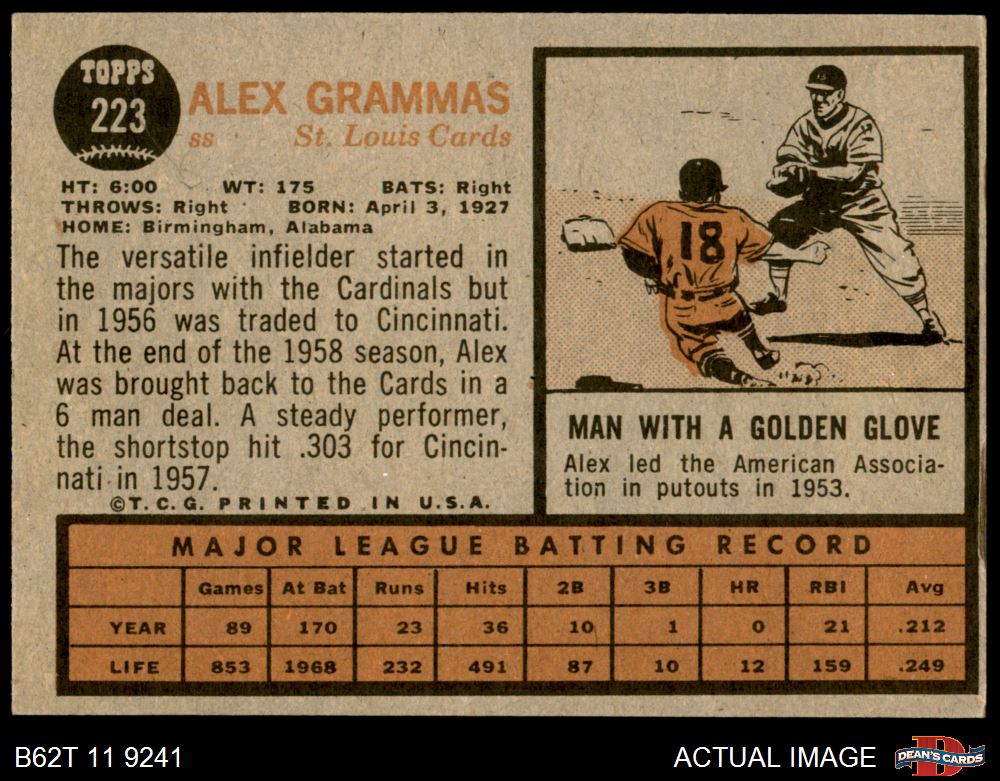 TOPPS
223
ALEX GRAMMAS
SS St. Louis Cards
HT: 6:00 WT: 175 BATS: Right
THROWS: Right BORN: April 3, 1927
HOME: Birmingham, Alabama
The versatile infielder started in
the majors with the Cardinals but
in 1956 was traded to Cincinnati.
At the end of the 1958 season, Alex
was brought back to the Cards in a
6 man deal. A steady performer,
the shortstop hit .303 for Cincin-
nati in 1957.
©T.C.G. PRINTED IN U.S.A.
18
MAN WITH A GOLDEN GLOVE
Alex led the American Associa-
tion in putouts in 1953.
MAJOR LEAGUE BATTING RECORD
Games At Bat Runs Hits 2B 3B HR RBI Avg
YEAR 89 170 23 36 10 1 0 21 .212
LIFE 853 1968 232 491 87 10 12 159 .249
B62T 11 9241
ACTUAL IMAGE
D
DEAN'S CARDS